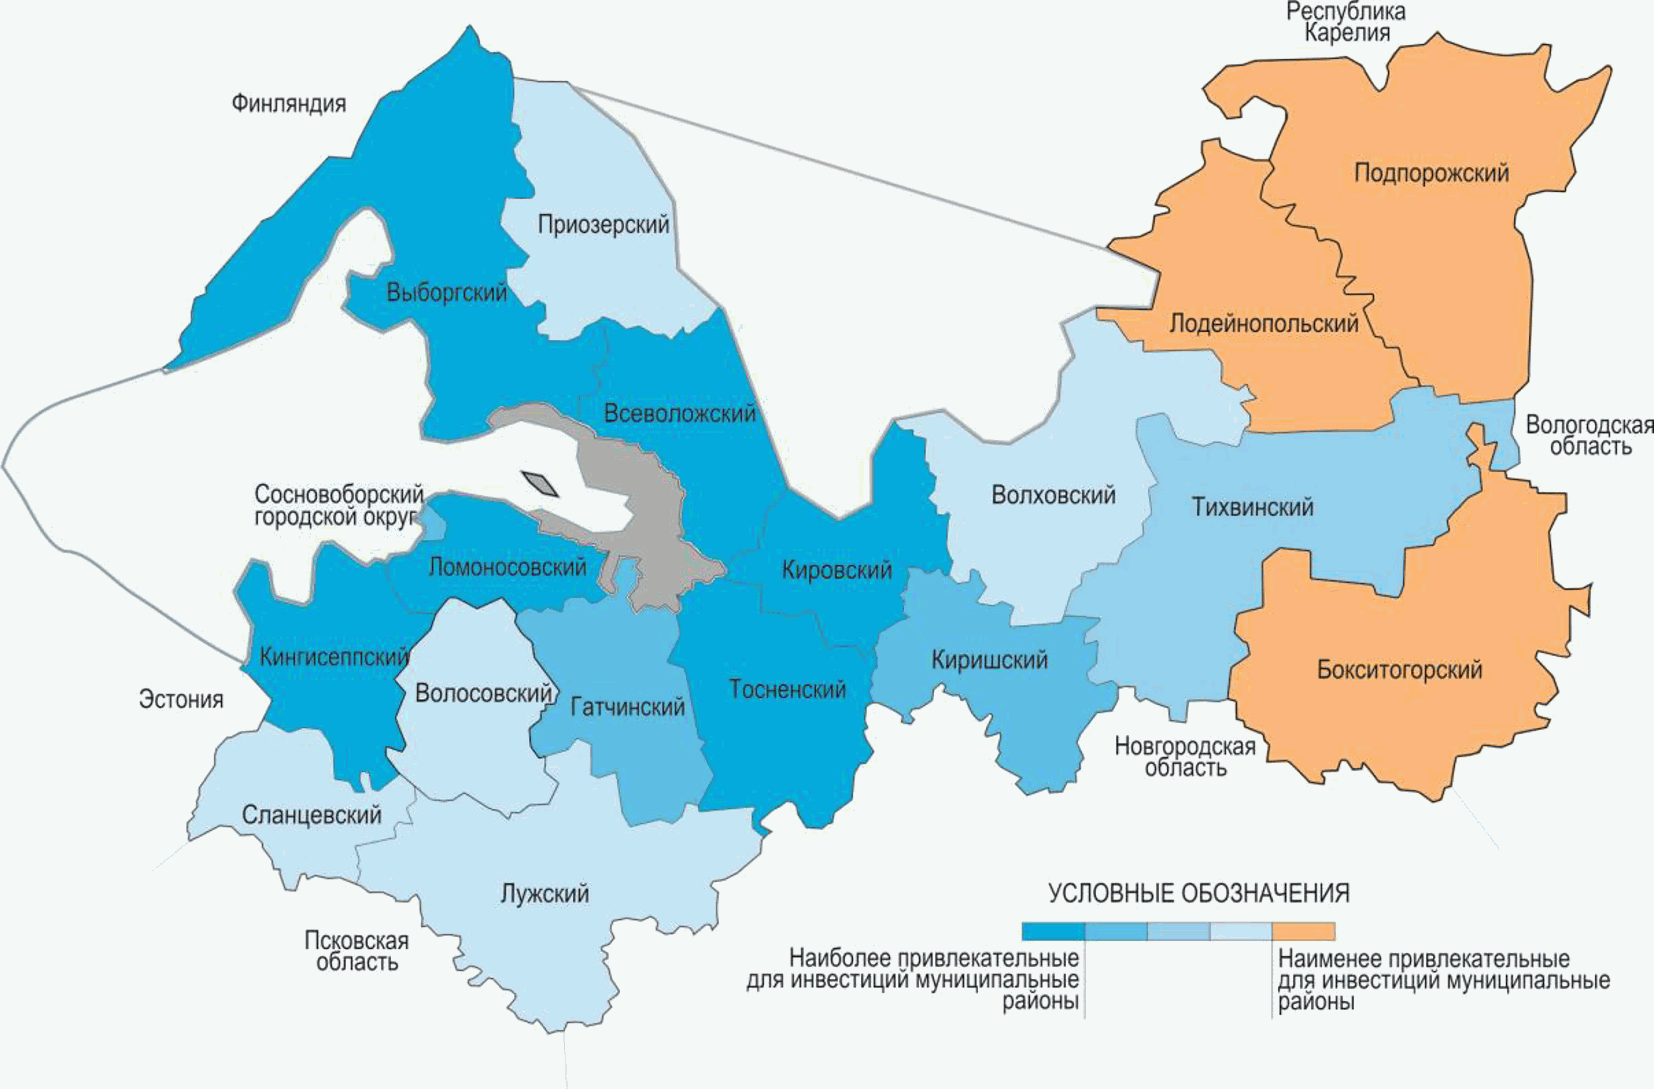 Республика
Карелия
Финляндия
Подпорожский
Приозерский
Выборгский
Лодейнопольский
Всеволожский
Вологодская
область
Сосновоборский
городской округ
Волховский
Тихвинский
Ломоносовский
Кировский
Кингисеппский
Волосовский
Гатчинский
Тосненский
Киришский
Бокситогорский
Эстония
Новгородская
область
Сланцевский
Лужский
Псковская
область
УСЛОВНЫЕ ОБОЗНАЧЕНИЯ
Наиболее привлекательные
для инвестиций муниципальные
районы
Наименее привлекательные
для инвестиций муниципальные
районы